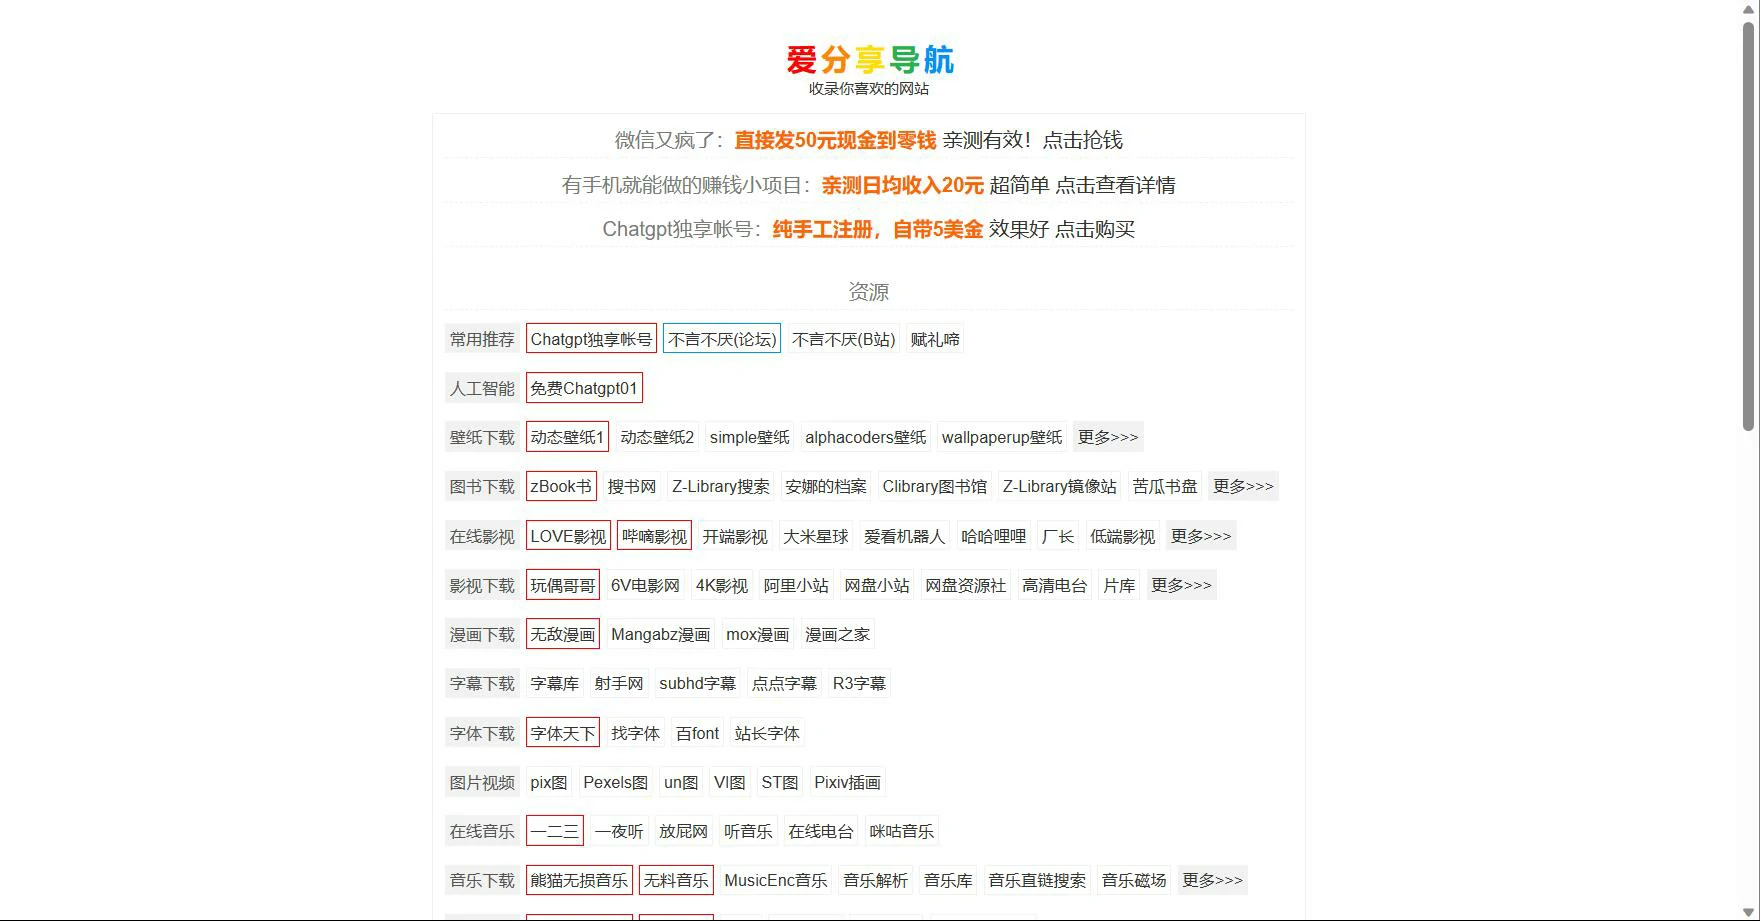 爱分享导航
收录你喜欢的网站
微信又疯了：直接发50元现金到零钱 亲测有效！点击抢钱
有手机就能做的赚钱小项目：亲测日均收入20元 超简单 点击查看详情
Chatgpt独享帐号：纯手工注册，自带5美金 效果好 点击购买
资源
常用推荐 Chatgpt独享帐号 不言不厌(论坛) 不言不厌(B站) 赋礼啼
人工智能 免费Chatgpt01
壁纸下载 动态壁纸1 动态壁纸2 simple壁纸 alphacoders壁纸 wallpaperup壁纸 更多>>>
图书下载 zBook书 搜书网 Z-Library搜索 安娜的档案 Clibrary图书馆 Z-Library镜像站 苦瓜书盘 更多>>>
在线影视 LOVE影视 哔嘀影视 开端影视 大米星球 爱看机器人 哈哈哩哩 厂长 低端影视 更多>>>
影视下载 玩偶哥哥 6V电影网 4K影视 阿里小站 网盘小站 网盘资源社 高清电台 片库 更多>>>
漫画下载 无敌漫画 Mangabz漫画 mox漫画 漫画之家
字幕下载 字幕库 射手网 subhd字幕 点点字幕 R3字幕
字体下载 字体天下 找字体 百font 站长字体
图片视频 pix图 Pexels图 un图 VI图 ST图 Pixiv插画
在线音乐 一二三 一夜听 放屁网 听音乐 在线电台 咪咕音乐
音乐下载 熊猫无损音乐 无料音乐 MusicEnc音乐 音乐解析 音乐库 音乐直链搜索 音乐磁场 更多>>>